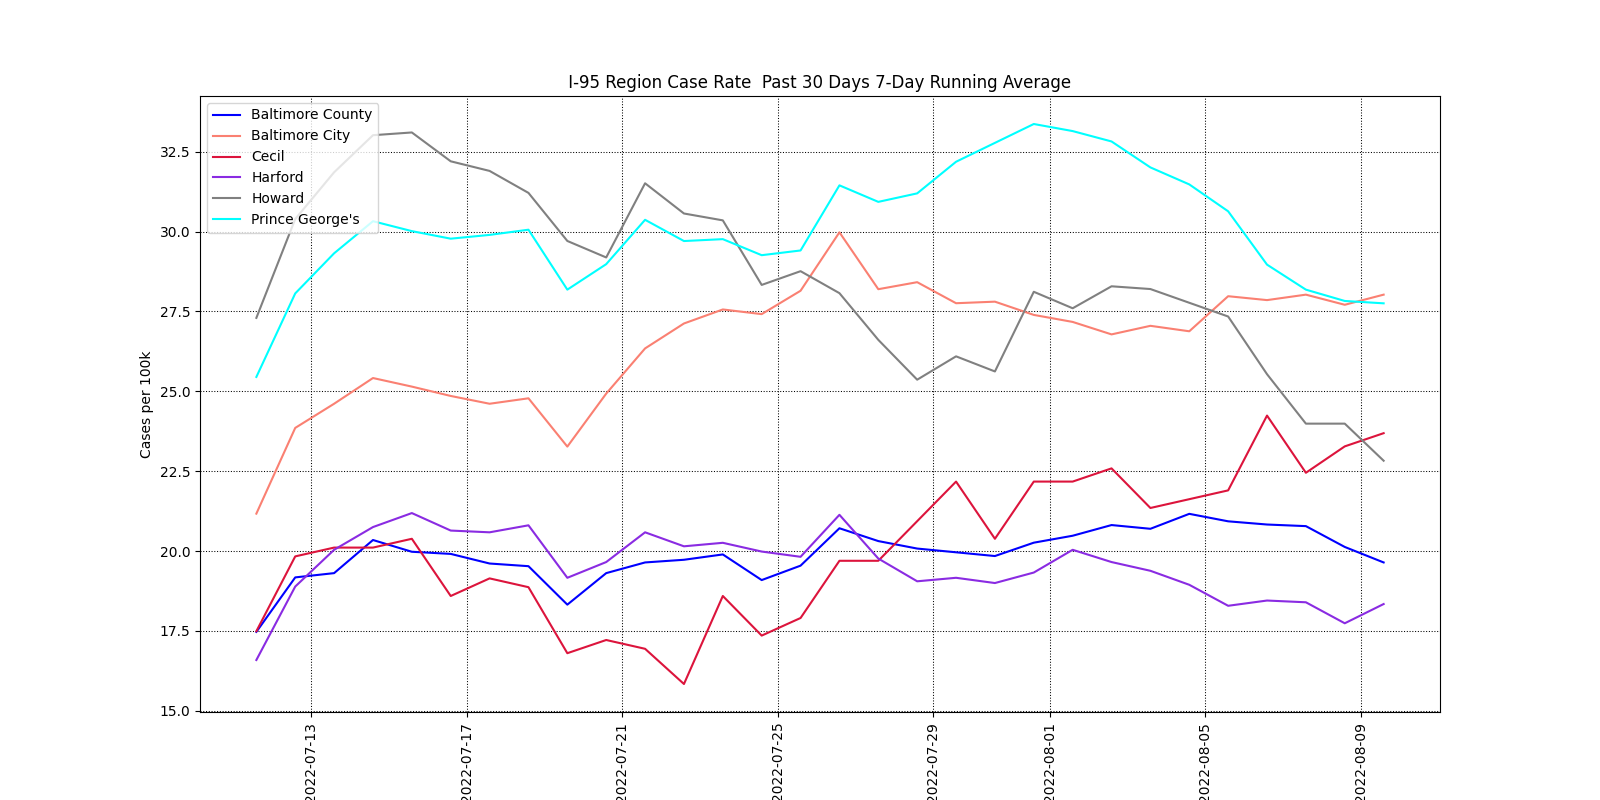 I-95 Region Case Rate  Past 30 Days 7-Day Running Average
Baltimore County
Baltimore City
Cecil
Harford
Howard
Prince George's
Cases per 100k
32.5
30.0
27.5
25.0
22.5
20.0
17.5
15.0
2022-07-13
2022-07-17
2022-07-21
2022-07-25
2022-07-29
2022-08-01
2022-08-05
2022-08-09